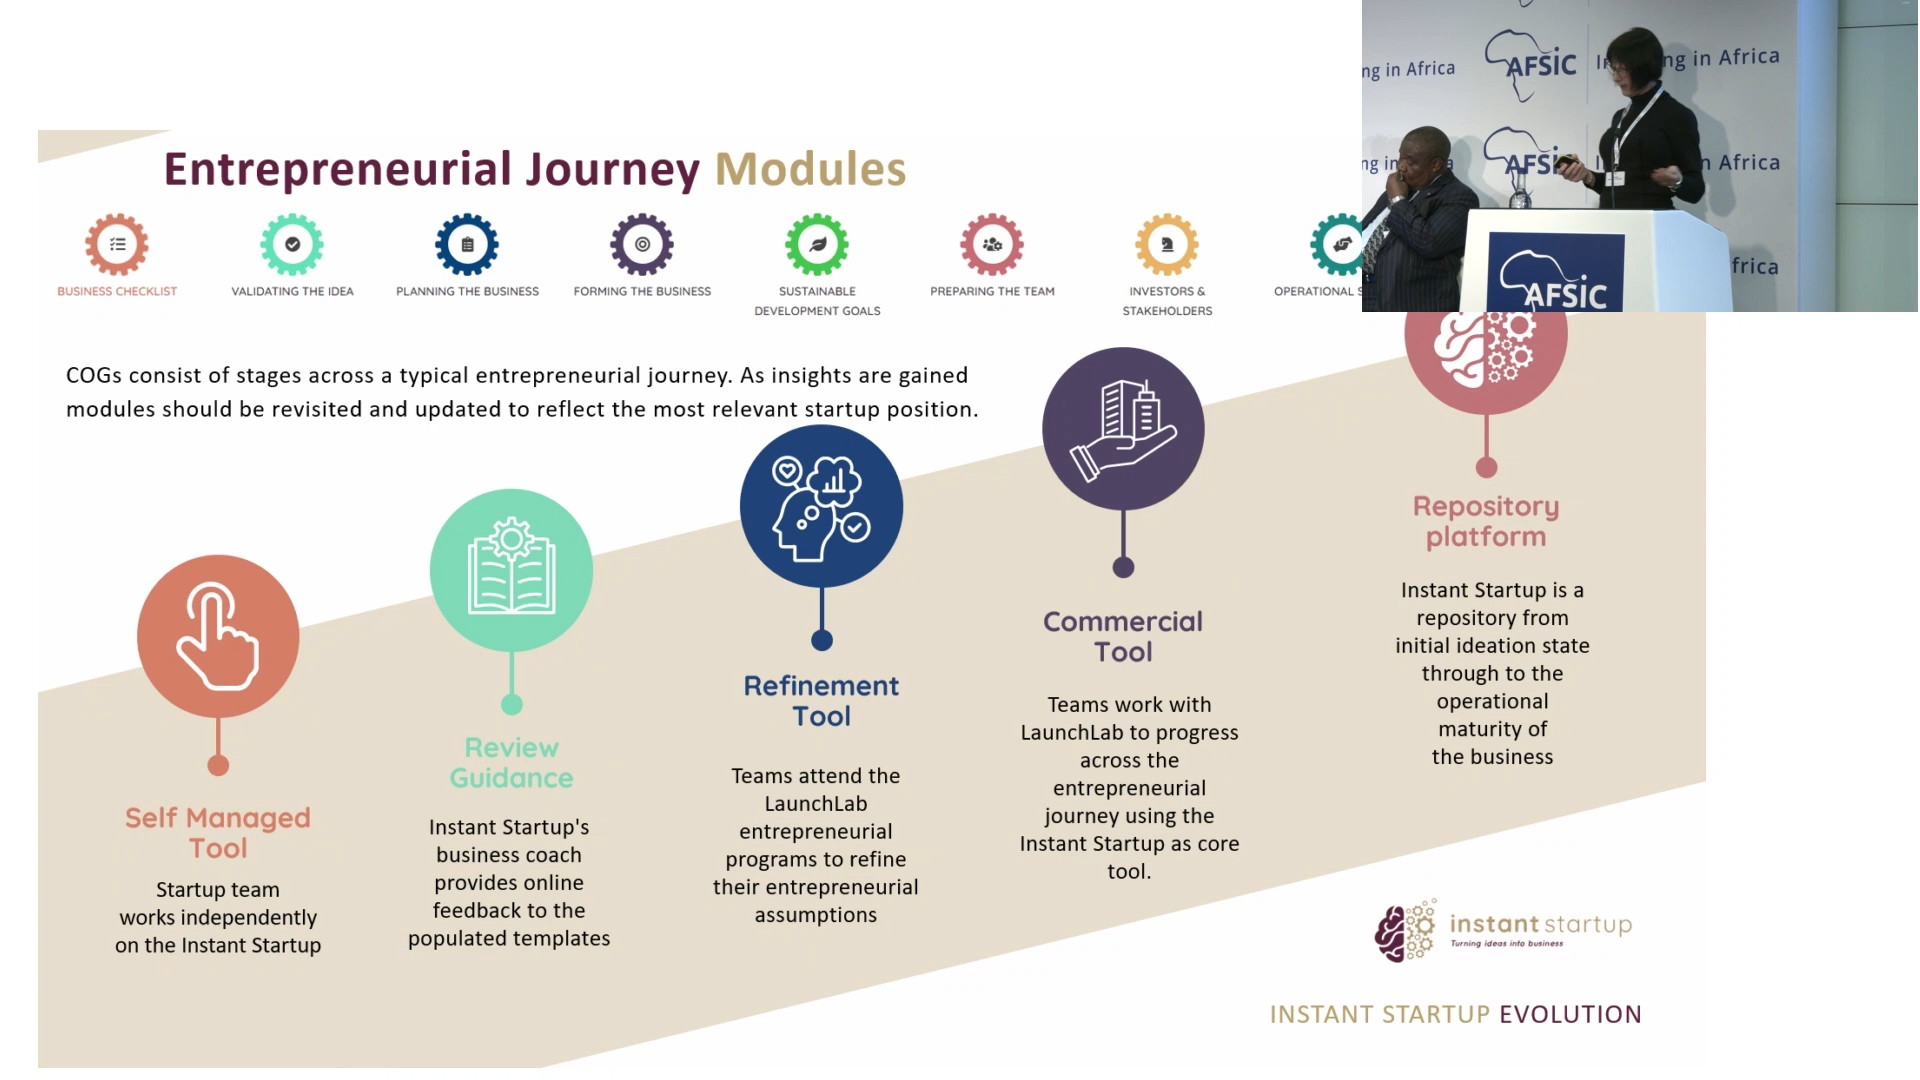 Entrepreneurial Journey Modules
BUSINESS CHECKLIST
VALIDATING THE IDEA
PLANNING THE BUSINESS
FORMING THE BUSINESS
SUSTAINABLE
DEVELOPMENT GOALS
PREPARING THE TEAM
INVESTORS &
STAKEHOLDERS
OPERATIONAL
COGs consist of stages across a typical entrepreneurial journey. As insights are gained
modules should be revisited and updated to reflect the most relevant startup position.
Self Managed
Tool
Startup team
works independently
on the Instant Startup
Review
Guidance
Instant Startup's
business coach
provides online
feedback to the
populated templates
Refinement
Tool
Teams attend the
LaunchLab
entrepreneurial
programs to refine
their entrepreneurial
assumptions
Commercial
Tool
Teams work with
LaunchLab to progress
across the
entrepreneurial
journey using the
Instant Startup as core
tool.
Repository
platform
Instant Startup is a
repository from
initial ideation state
through to the
operational
maturity of
the business
instant startup
Turning ideas into business
INSTANT STARTUP EVOLUTION
in Africa
AFSIC
in Africa
AFSIC
Africa
AFSIC